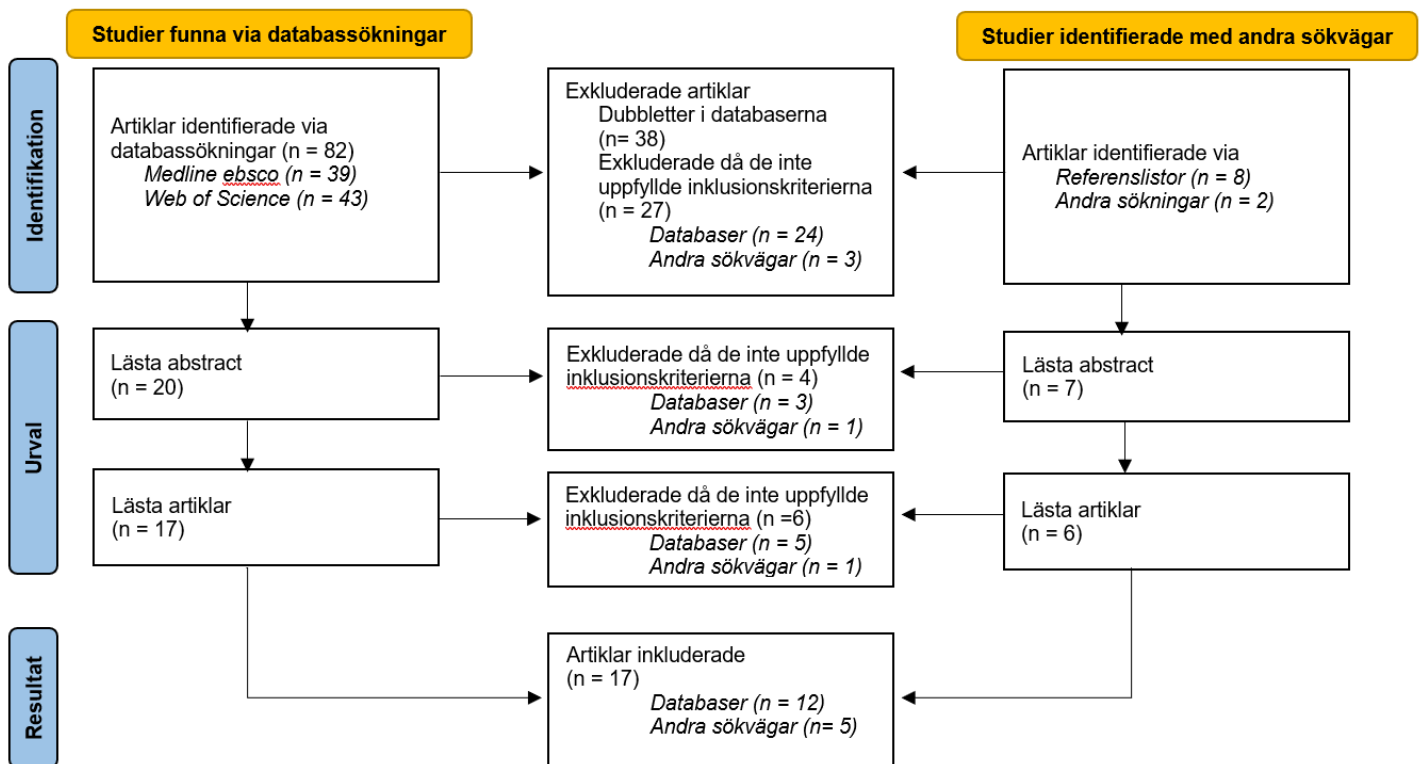 Studier funna via databassökningar
Studier identifierade med andra sökvägar
Identifikation
Artiklar identifierade via
databassökningar (n = 82)
Medline ebsco (n = 39)
Web of Science (n = 43)
Exkluderade artiklar
Dubbletter i databaserna
(n= 38)
Exkluderade då de inte
uppfyllde inklusionskriterierna
(n = 27)
Databaser (n = 24)
Andra sökvägar (n = 3)
Artiklar identifierade via
Referenslistor (n = 8)
Andra sökningar (n = 2)
Urval
Lästa abstract
(n = 20)
Exkluderade då de inte uppfyllde
inklusionskriterierna (n = 4)
Databaser (n = 3)
Andra sökvägar (n = 1)
Lästa abstract
(n = 7)
Lästa artiklar
(n = 17)
Exkluderade då de inte uppfyllde
inklusionskriterierna (n =6)
Databaser (n = 5)
Andra sökvägar (n = 1)
Lästa artiklar
(n = 6)
Resultat
Artiklar inkluderade
(n = 17)
Databaser (n = 12)
Andra sökvägar (n= 5)